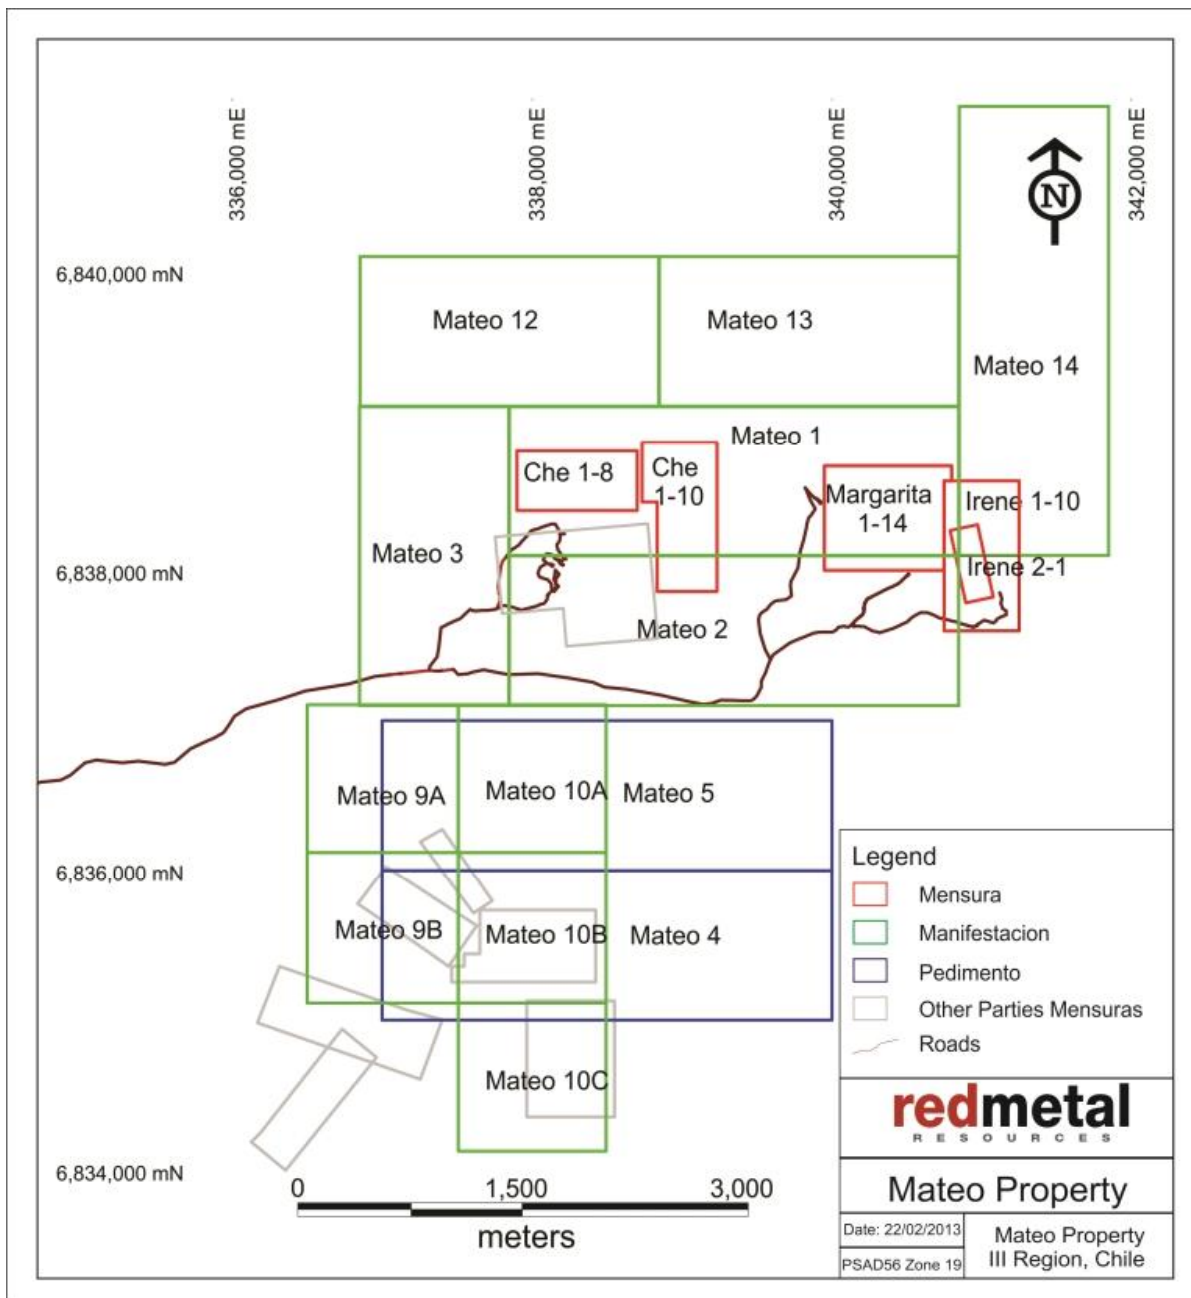 336,000 mE
338,000 mE
340,000 mE
342,000 mE
N
6,840,000 mN
Mateo 12
Mateo 13
Mateo 14
Mateo 1
Che 1-8
Che
1-10
Margarita
1-14
Irene 1-10
Mateo 3
6,838,000 mN
Irene 2-1
Mateo 2
Mateo 9A
Mateo 10A
Mateo 5
6,836,000 mN
Mateo 9B
Mateo 10B
Mateo 4
Mateo 10C
6,834,000 mN
0
1,500
3,000
meters
Legend
Mensura
Manifestacion
Pedimento
Other Parties Mensuras
Roads
redmetal
RESOURCES
Mateo Property
Date: 22/02/2013
PSAD56 Zone 19
Mateo Property
III Region, Chile